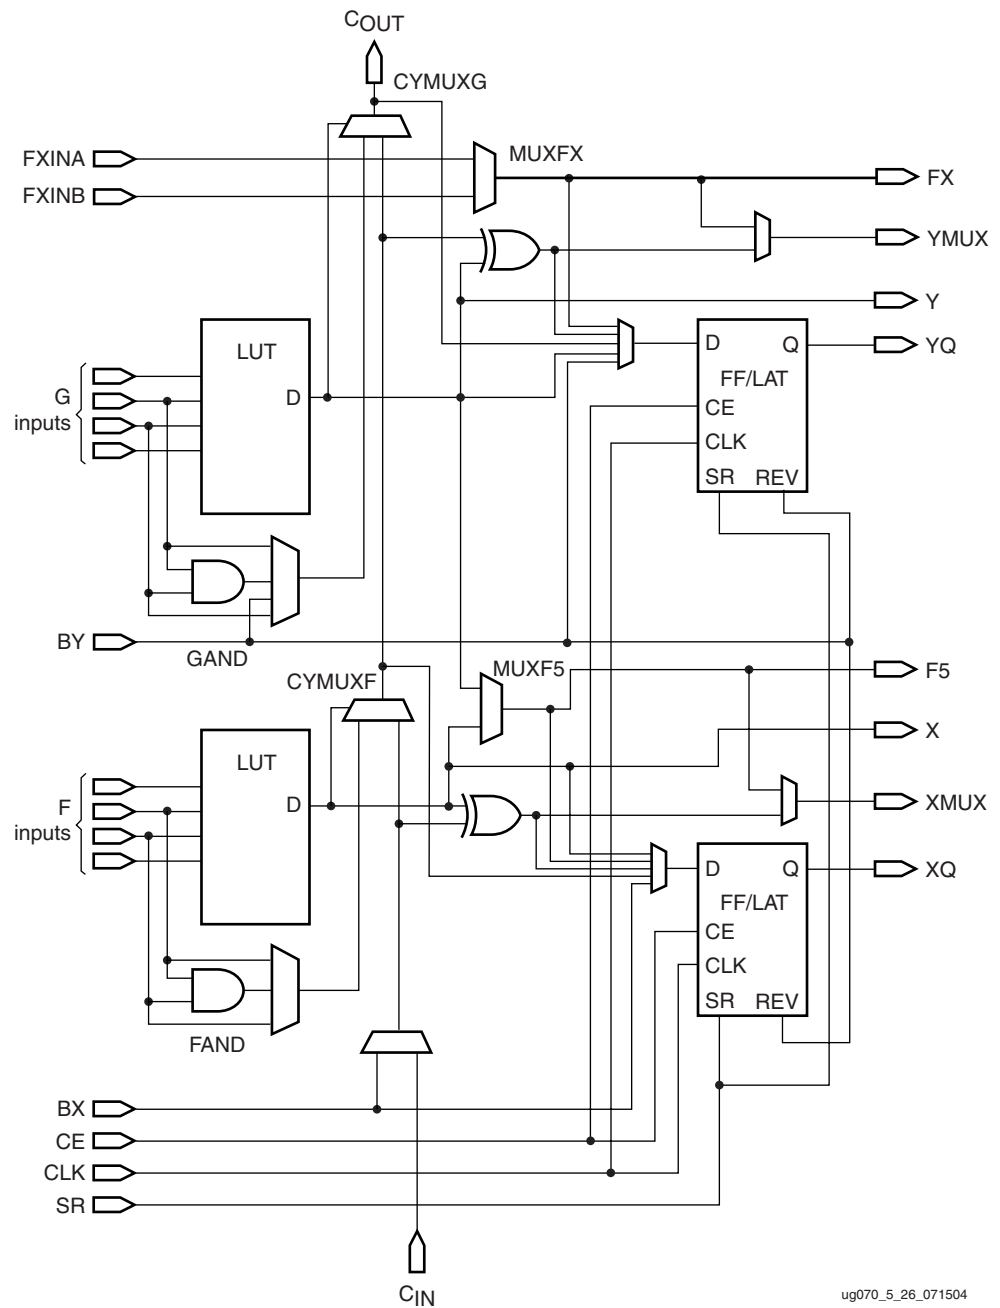 COUT
CYMUXG
FXINA
MUXFX
FX
FXINB
YMUX
Y
LUT
D
Q
YQ
FF/LAT
G
inputs
D
CE
CLK
SR
REV
BY
GAND
MUXF5
F5
CYMUXF
X
LUT
F
inputs
D
XMUX
D
Q
XQ
FF/LAT
CE
CLK
SR
REV
FAND
BX
CE
CLK
SR
CIN
ug070_5_26_071504